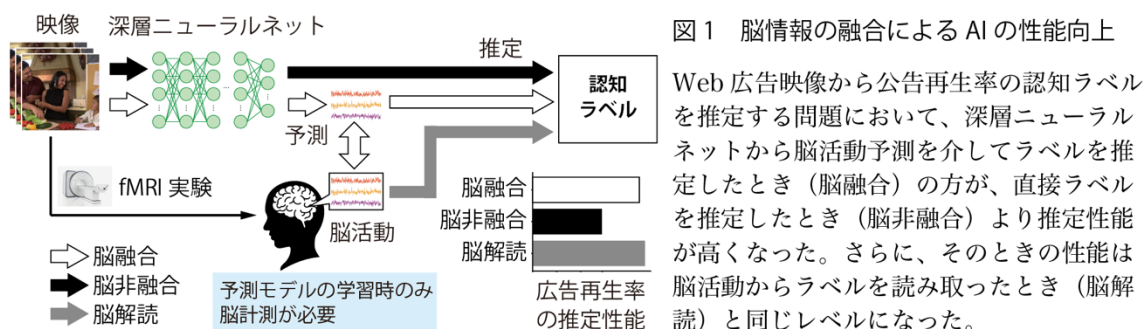 映像
深層ニューラルネット
推定
認知
ラベル
予測
fMRI 実験
脳活動
脳融合
脳非融合
脳解読
予測モデルの学習時のみ
脳計測が必要
脳融合
脳非融合
脳解読
広告再生率
の推定性能
図1 脳情報の融合による AI の性能向上
Web 広告映像から公告再生率の認知ラベル
を推定する問題において、深層ニューラル
ネットから脳活動予測を介してラベルを推
定したとき（脳融合）の方が、直接ラベル
を推定したとき（脳非融合）より推定性能
が高くなった。さらに、そのときの性能は
脳活動からラベルを読み取ったとき（脳解
読）と同じレベルになった。